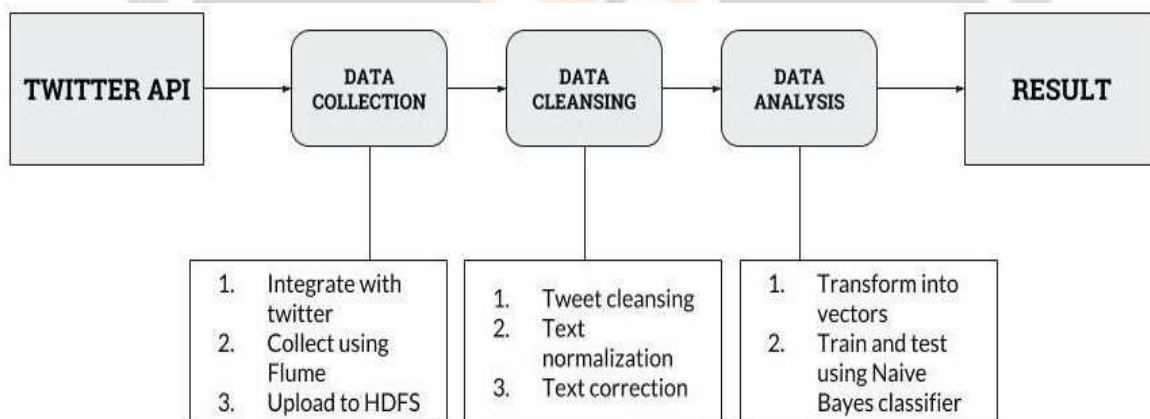 TWITTER API
DATA
COLLECTION
DATA
CLEANSING
DATA
ANALYSIS
RESULT
1. Integrate with
twitter
2. Collect using
Flume
3. Upload to HDFS
1. Tweet cleansing
2. Text
normalization
3. Text correction
1. Transform into
vectors
2. Train and test
using Naive
Bayes classifier